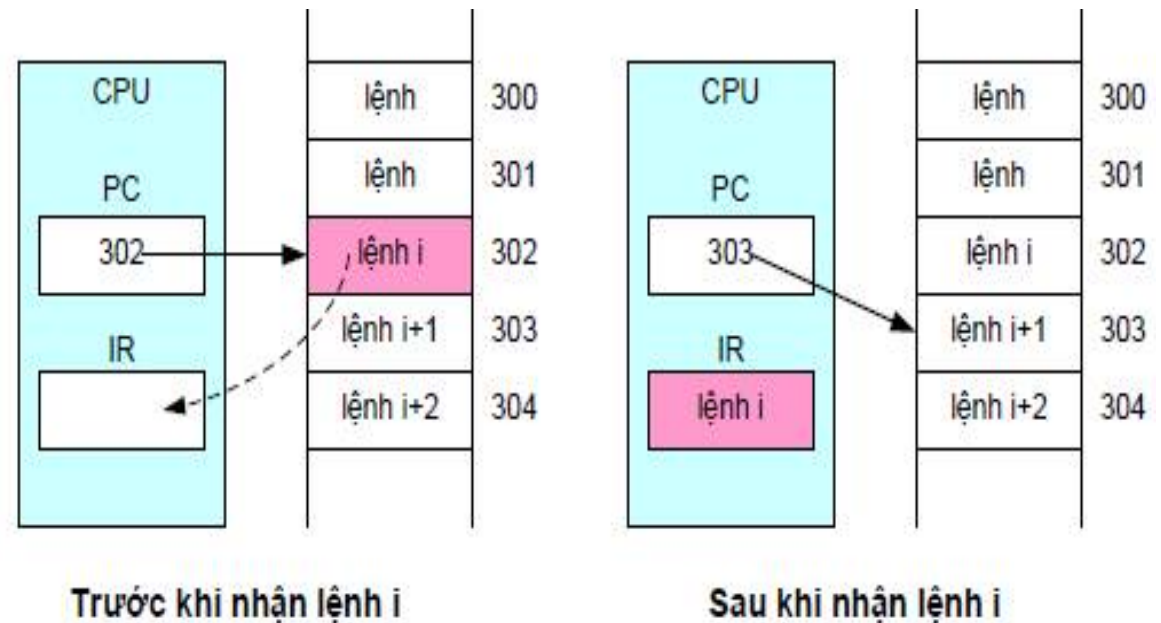 CPU
PC
302
IR
lệnh 300
lệnh 301
lệnh i 302
lệnh i+1 303
lệnh i+2 304
Trước khi nhận lệnh i
CPU
PC
303
IR
lệnh i
lệnh 300
lệnh 301
lệnh i 302
lệnh i+1 303
lệnh i+2 304
Sau khi nhận lệnh i